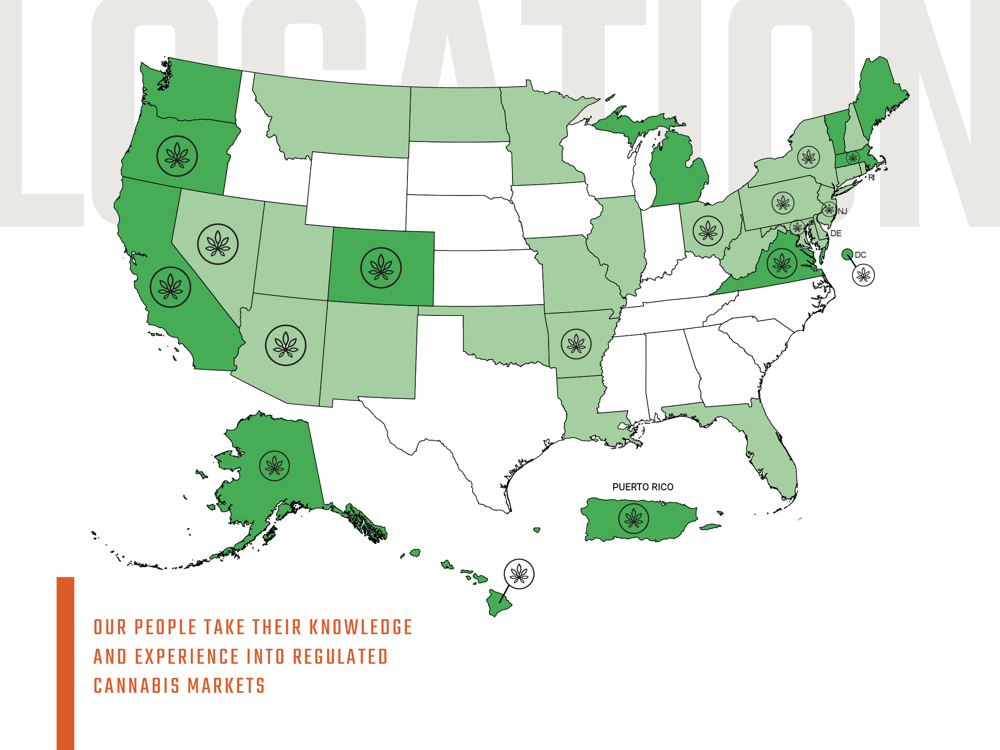 LOCATION
RI
NJ
DE
DC
PUERTO RICO
OUR PEOPLE TAKE THEIR KNOWLEDGE
AND EXPERIENCE INTO REGULATED
CANNABIS MARKETS